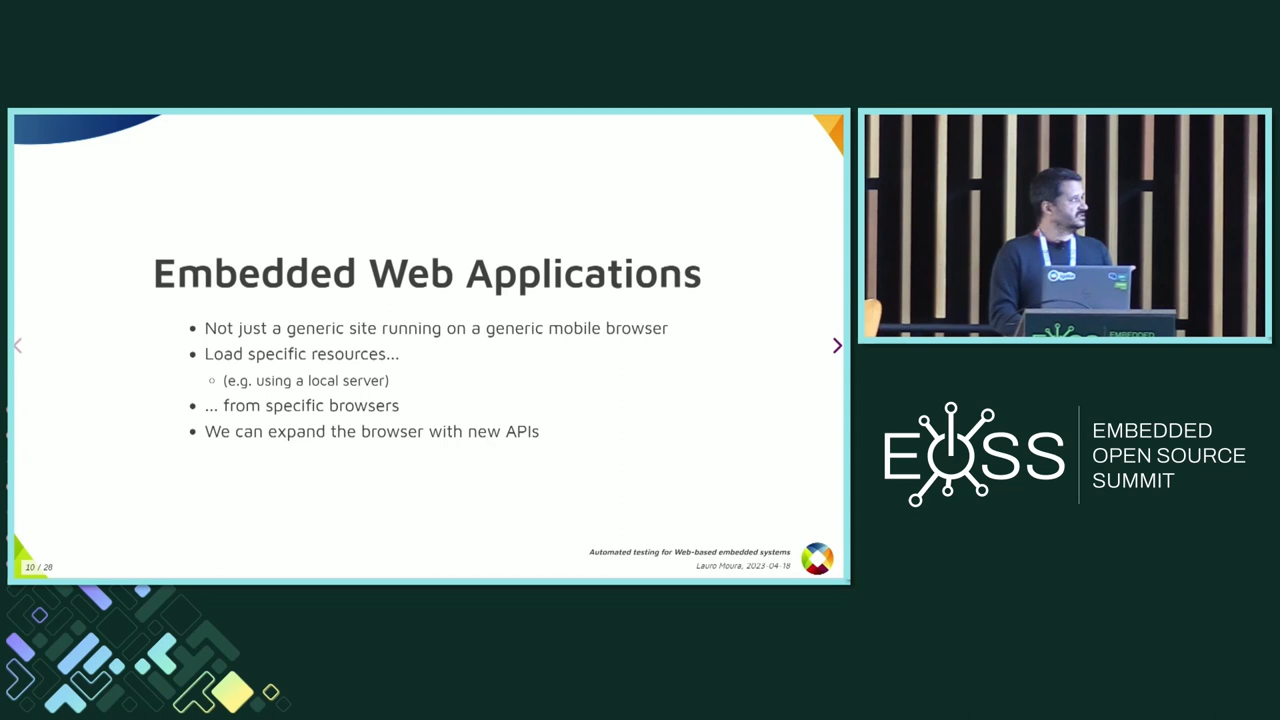 Embedded Web Applications
Not just a generic site running on a generic mobile browser
Load specific resources...
(e.g. using a local server)
... from specific browsers
We can expand the browser with new APIs
Automated testing for Web-based embedded systems
Lauro Moura, 2023-04-18
10 / 28
EOSS
EMBEDDED
OPEN SOURCE
SUMMIT
EMBEDDED